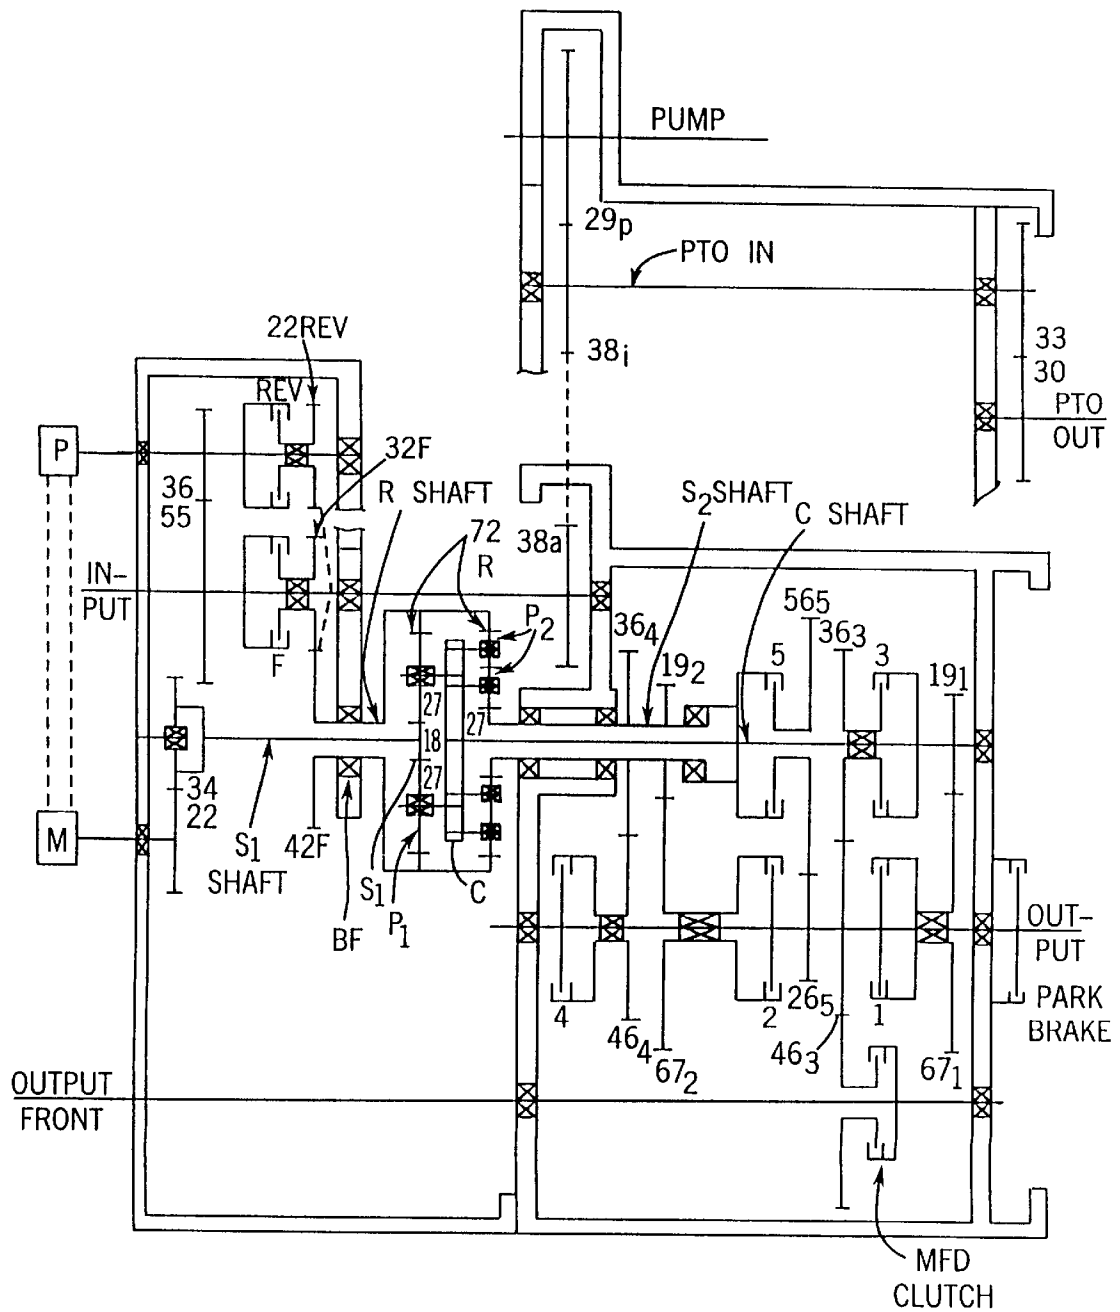 PUMP
29p
PTO IN
22REV
38i
33
30
REV
PTO
OUT
P
32F
36
55
R SHAFT
S2 SHAFT
C SHAFT
72
R
38a
IN-
PUT
565
P2
364
363
F
192
5
3
191
27
27
18
27
34
22
M
S1
SHAFT
42F
S1
C
P1
BF
OUT-
PUT
4
2
265
1
PARK
BRAKE
464
463
672
671
OUTPUT
FRONT
MFD
CLUTCH